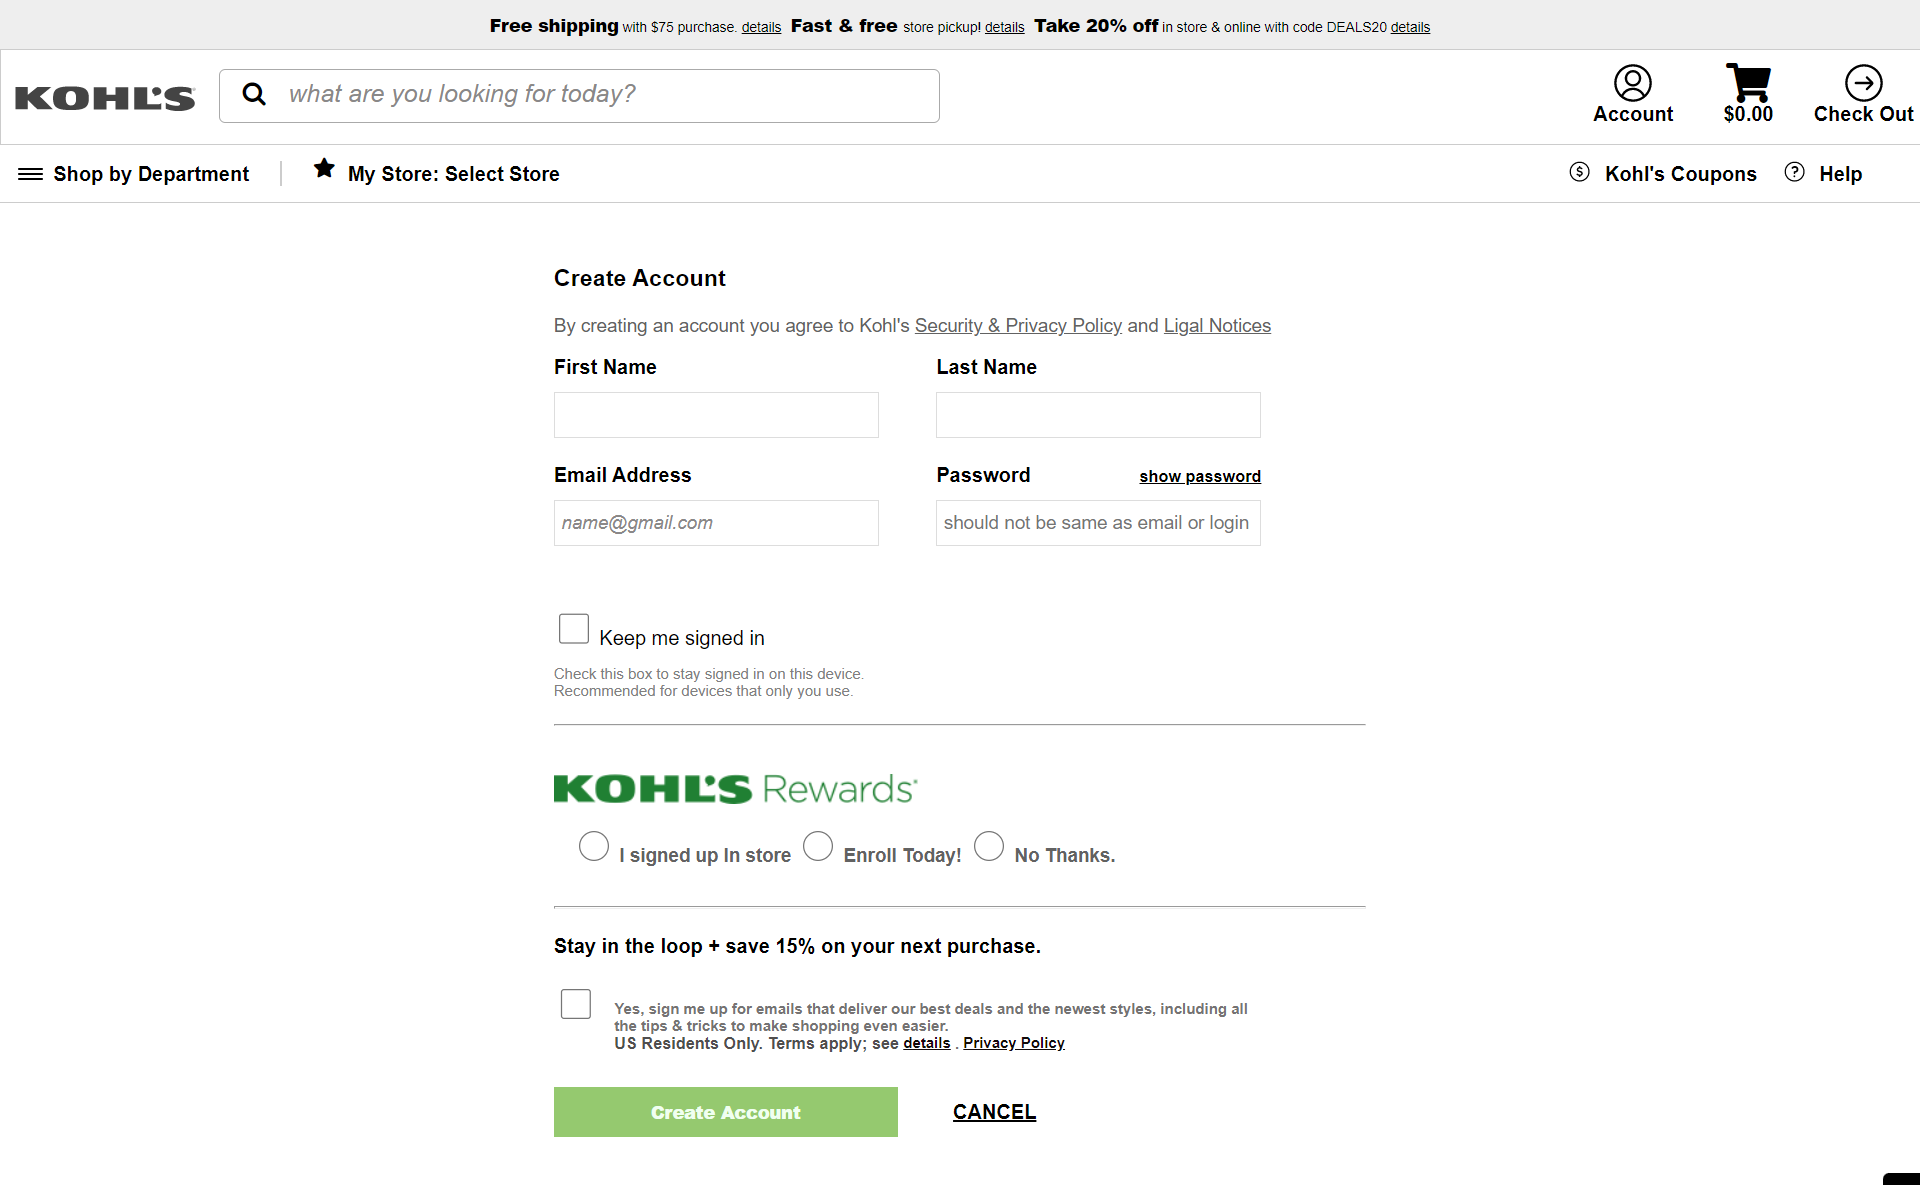 Free shipping with $75 purchase. details Fast & free store pickup! details Take 20% off in store & online with code DEALS20 details
KOHL'S
what are you looking for today?
Account
$0.00
Check Out
Shop by Department
My Store: Select Store
Kohl's Coupons
Help
Create Account
By creating an account you agree to Kohl's Security & Privacy Policy and Ligal Notices
First Name
Last Name
Email Address
Password
show password
name@gmail.com
should not be same as email or login
Keep me signed in
Check this box to stay signed in on this device.
Recommended for devices that only you use.
KOHL'S Rewards
I signed up In store
Enroll Today!
No Thanks.
Stay in the loop + save 15% on your next purchase.
Yes, sign me up for emails that deliver our best deals and the newest styles, including all
the tips & tricks to make shopping even easier.
US Residents Only. Terms apply; see details . Privacy Policy
Create Account
CANCEL